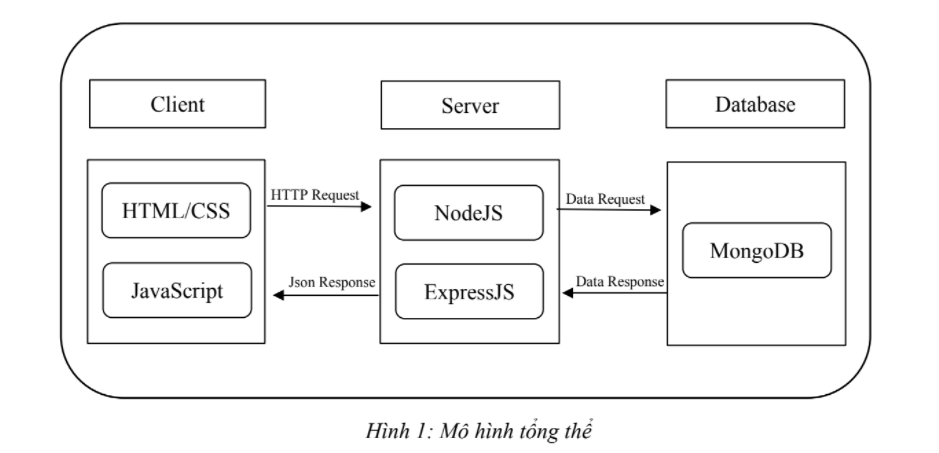 Client
Server
Database
HTML/CSS
JavaScript
HTTP Request
Json Response
NodeJS
ExpressJS
Data Request
Data Response
MongoDB
Hình 1: Mô hình tổng thể